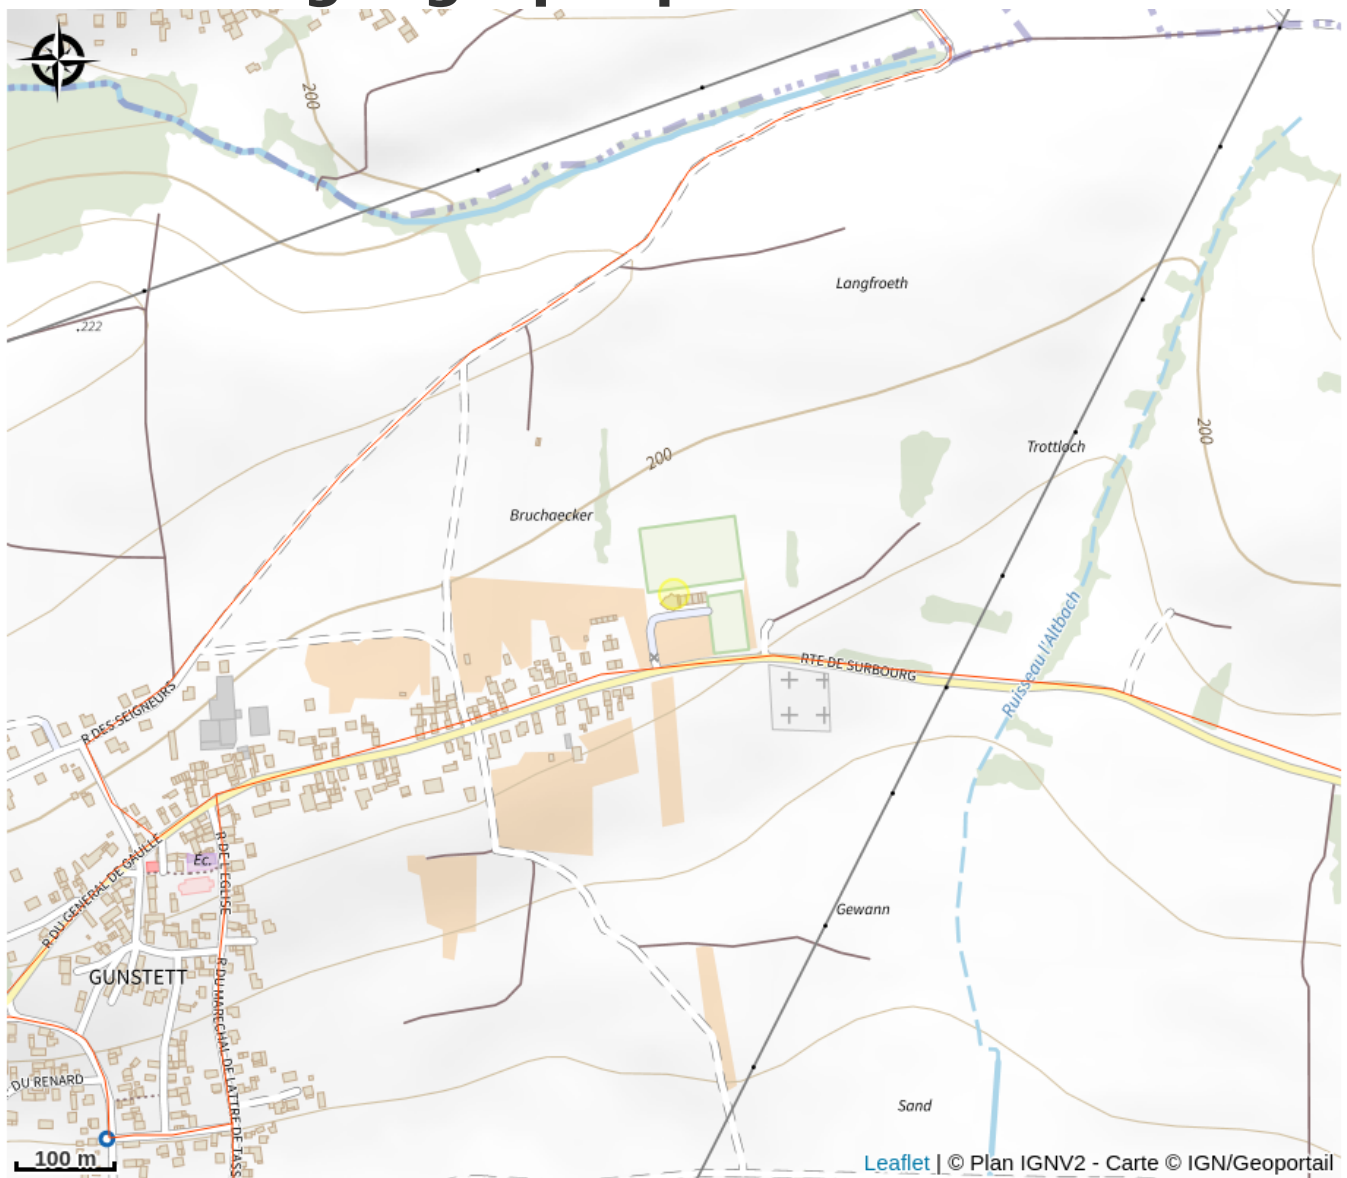 200
.222
Langfroeth
200
Trottloch
200
Bruchaecker
Ruisseau l'Altbach
RTE DE SURBOURG
R DES SEIGNEURS
R DU GENERAL DE GAULLE
Éc.
R DE L'EGLISE
Gewann
GUNSTETT
R DU MARECHAL DE LATTRE DE TASS
DU RENARD
Sand
100 m
Leaflet | © Plan IGNV2 - Carte © IGN/Geoportail